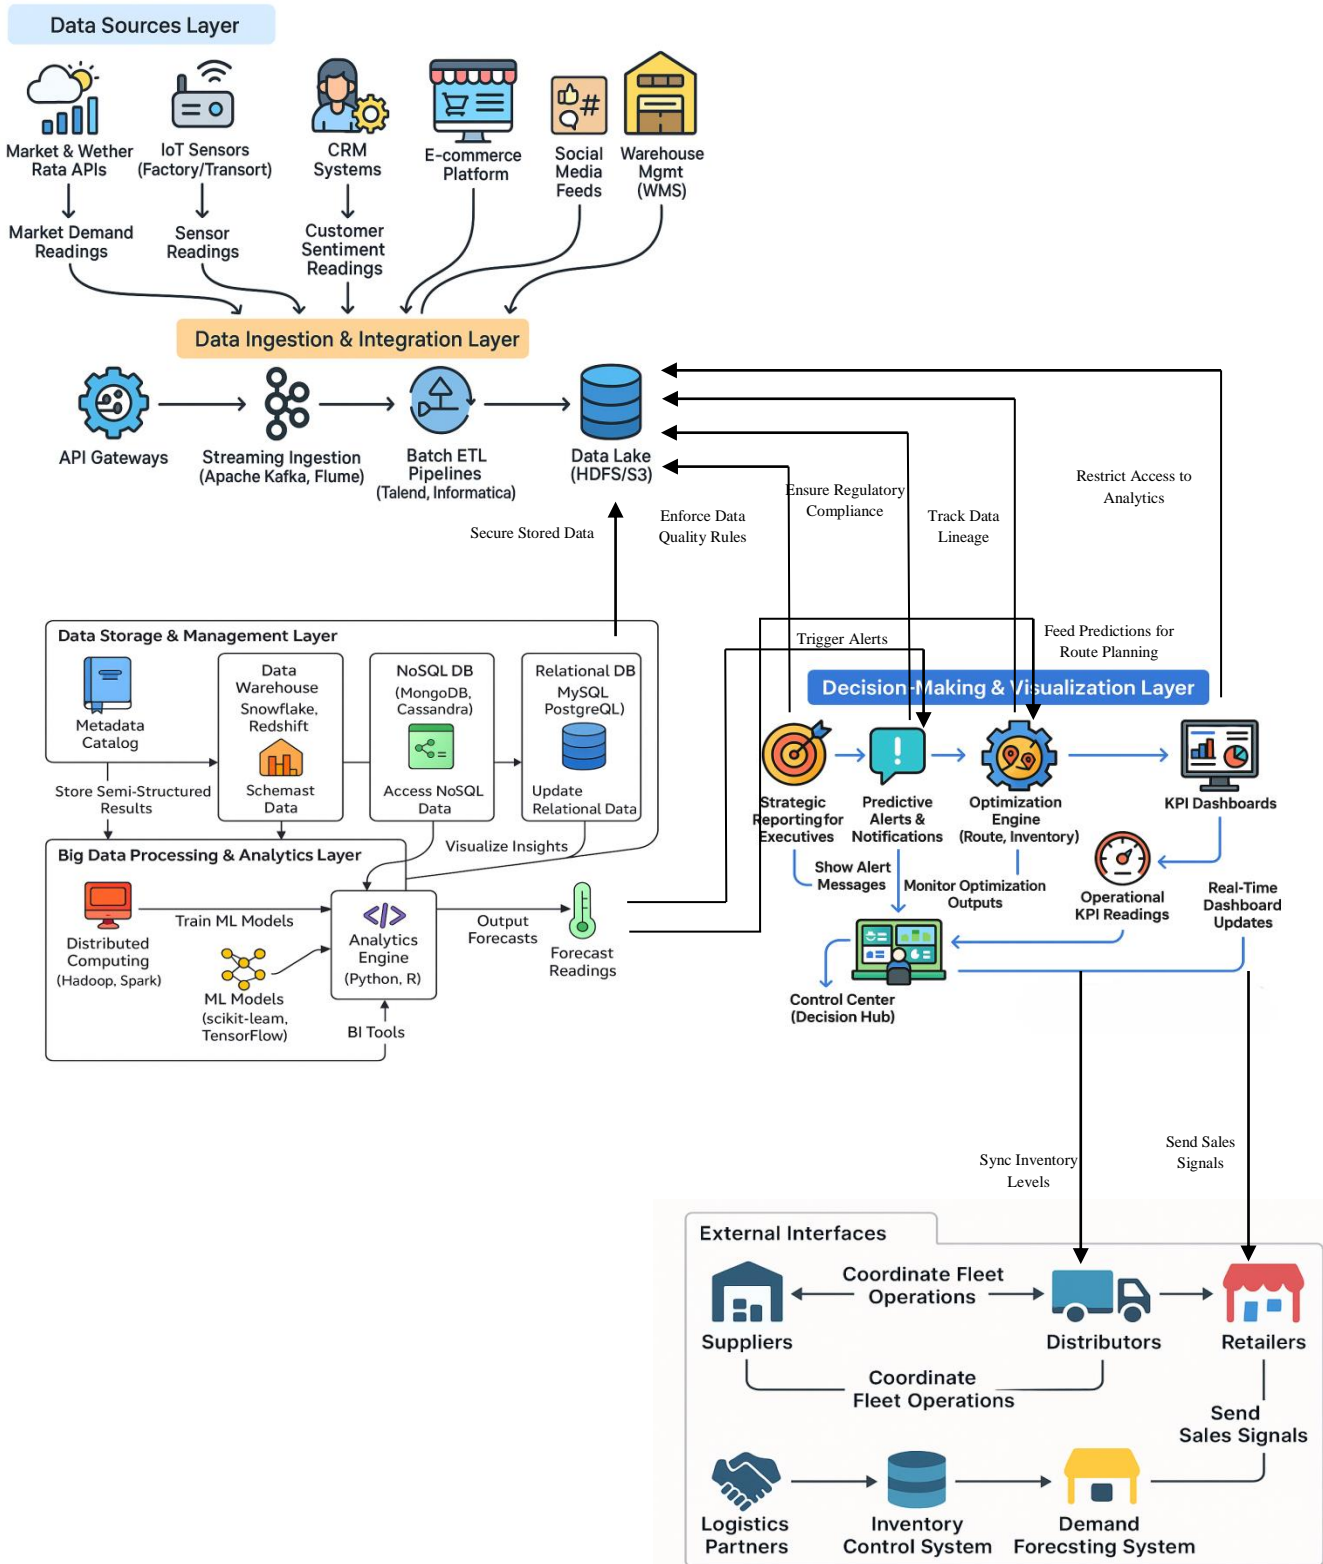 Data Sources Layer
Market & Wether
Rata APIs
IoT Sensors
(Factory/Transort)
CRM
Systems
E-commerce
Platform
Social
Media
Feeds
Warehouse
Mgmt
(WMS)
Market Demand
Readings
Sensor
Readings
Customer
Sentiment
Readings
Data Ingestion & Integration Layer
API Gateways
Streaming Ingestion
(Apache Kafka, Flume)
Batch ETL
Pipelines
(Talend, Informatica)
Data Lake
(HDFS/S3)
Secure Stored Data
Enforce Data
Quality Rules
Ensure Regulatory
Compliance
Track Data
Lineage
Restrict Access to
Analytics
Data Storage & Management Layer
Metadata
Catalog
Data
Warehouse
Snowflake,
Redshift
Schemast
Data
NoSQL DB
(MongoDB,
Cassandra)
Access NoSQL
Data
Relational DB
MySQL
PostgreQL)
Update
Relational Data
Store Semi-Structured
Results
Visualize Insights
Big Data Processing & Analytics Layer
Distributed
Computing
(Hadoop, Spark)
Train ML Models
ML Models
(scikit-leam,
TensorFlow)
</>
Analytics
Engine
(Python, R)
BI Tools
Output
Forecasts
Forecast
Readings
Trigger Alerts
Feed Predictions for
Route Planning
Decision-Making & Visualization Layer
Strategic
Reporting for
Executives
Predictive
Alerts &
Notifications
Optimization
Engine
(Route, Inventory)
KPI Dashboards
Show Alert
Messages
Monitor Optimization
Outputs
Operational
KPI Readings
Real-Time
Dashboard
Updates
Control Center
(Decision Hub)
Sync Inventory
Levels
Send Sales
Signals
External Interfaces
Suppliers
Coordinate Fleet
Operations
Distributors
Retailers
Coordinate
Fleet Operations
Send
Sales Signals
Logistics
Partners
Inventory
Control System
Demand
Forecsting System